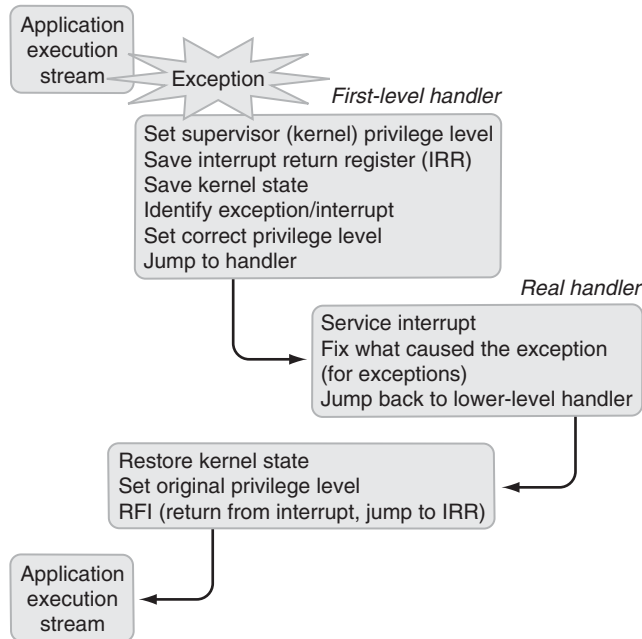 Application
execution
stream
Exception
First-level handler
Set supervisor (kernel) privilege level
Save interrupt return register (IRR)
Save kernel state
Identify exception/interrupt
Set correct privilege level
Jump to handler
Real handler
Service interrupt
Fix what caused the exception
(for exceptions)
Jump back to lower-level handler
Restore kernel state
Set original privilege level
RFI (return from interrupt, jump to IRR)
Application
execution
stream